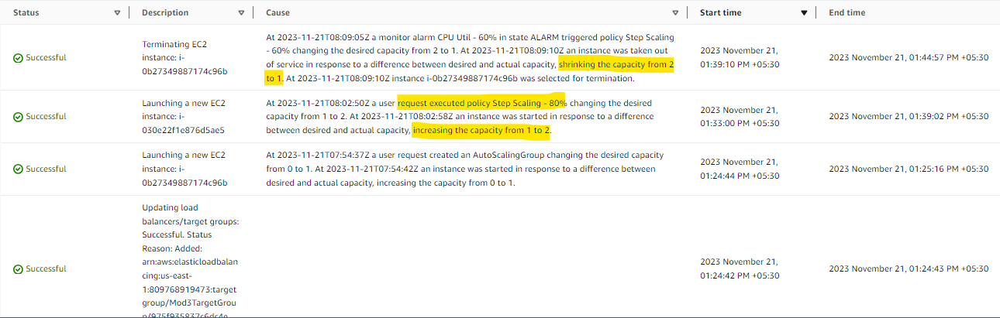 Status Description Cause Start time End time
Successful
Terminating EC2
instance: i-
0b27349887174c96b
At 2023-11-21T08:09:05Z a monitor alarm CPU Util - 60% in state ALARM triggered policy Step Scaling
- 60% changing the desired capacity from 2 to 1. At 2023-11-21T08:09:10Z an instance was taken out
of service in response to a difference between desired and actual capacity, shrinking the capacity from 2
to 1. At 2023-11-21T08:09:10Z instance i-0b27349887174c96b was selected for termination.
2023 November 21,
01:39:10 PM +05:30
2023 November 21, 01:44:57 PM +05:30
Successful
Launching a new EC2
instance: i-
030e22f1e876d5ae5
At 2023-11-21T08:02:50Z a user request executed policy Step Scaling - 80% changing the desired
capacity from 1 to 2. At 2023-11-21T08:02:58Z an instance was started in response to a difference
between desired and actual capacity, increasing the capacity from 1 to 2.
2023 November 21,
01:33:00 PM +05:30
2023 November 21, 01:39:02 PM +05:30
Successful
Launching a new EC2
instance: i-
0b27349887174c96b
At 2023-11-21T07:54:37Z a user request created an AutoScalingGroup changing the desired capacity
from 0 to 1. At 2023-11-21T07:54:42Z an instance was started in response to a difference between
desired and actual capacity, increasing the capacity from 0 to 1.
2023 November 21,
01:24:44 PM +05:30
2023 November 21, 01:25:16 PM +05:30
Successful
Updating load
balancers/target groups:
Successful. Status
Reason: Added:
arn:aws:elasticloadbalan
cing:us-east-
1:809768919473:target
group/Mod3TargetGrou
p/975f935837c6dc4e
2023 November 21,
01:24:42 PM +05:30
2023 November 21, 01:24:43 PM +05:30